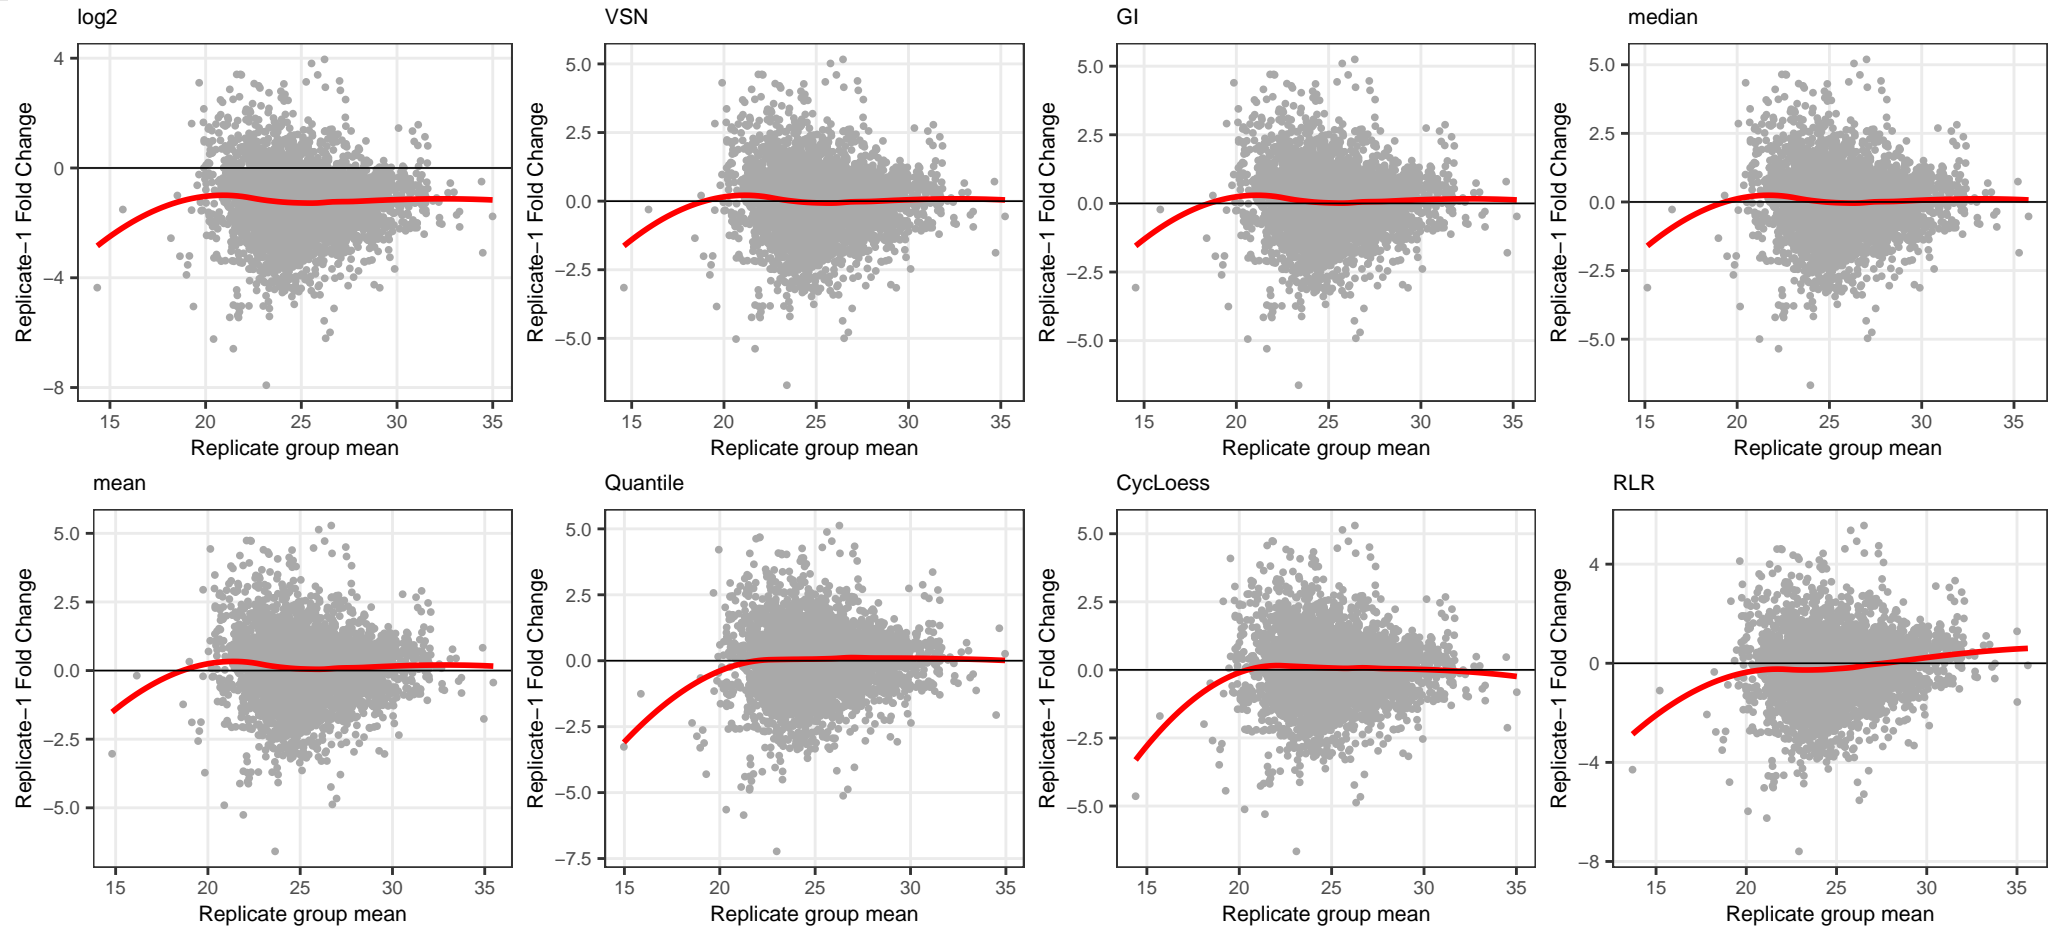 log2
VSN
GI
median
4
0
−4
−8
Replicate−1 Fold Change
15 20 25 30 35
Replicate group mean
5.0
2.5
0.0
−2.5
−5.0
Replicate−1 Fold Change
15 20 25 30 35
Replicate group mean
5.0
2.5
0.0
−2.5
−5.0
Replicate−1 Fold Change
15 20 25 30 35
Replicate group mean
5.0
2.5
0.0
−2.5
−5.0
Replicate−1 Fold Change
15 20 25 30 35
Replicate group mean
mean
Quantile
CycLoess
RLR
5.0
2.5
0.0
−2.5
−5.0
Replicate−1 Fold Change
15 20 25 30 35
Replicate group mean
5.0
2.5
0.0
−2.5
−5.0
−7.5
Replicate−1 Fold Change
15 20 25 30 35
Replicate group mean
5.0
2.5
0.0
−2.5
−5.0
Replicate−1 Fold Change
15 20 25 30 35
Replicate group mean
4
0
−4
−8
Replicate−1 Fold Change
15 20 25 30 35
Replicate group mean